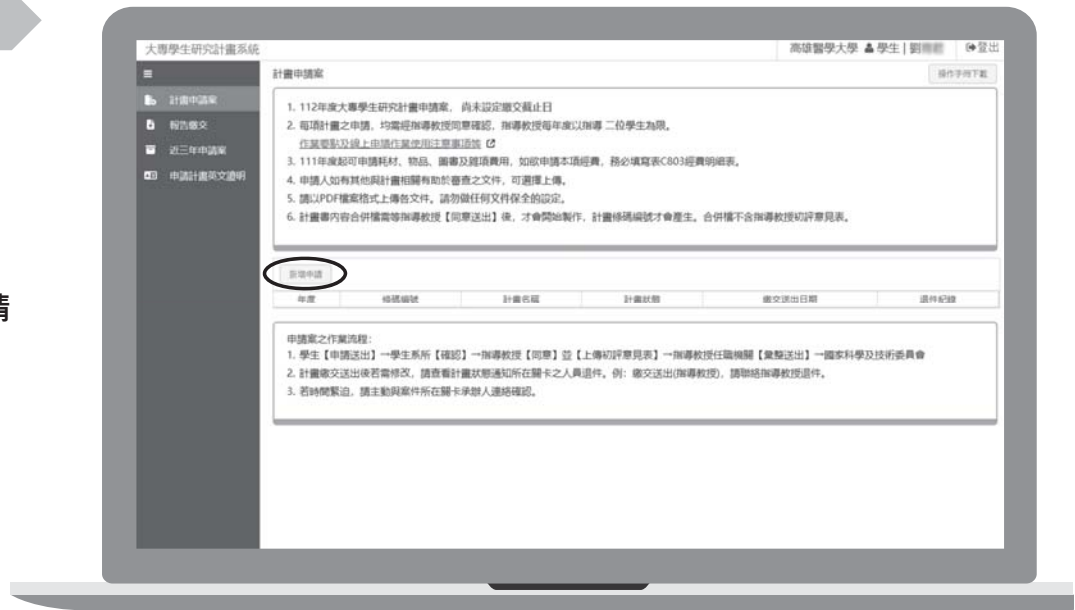 大專學生研究計畫系統
高雄醫學大學 學生 | 劉
登出
計畫申請案
操作手冊下載
計畫申請案
報告繳交
近三年申請案
申請計畫英文證明
1. 112年度大專學生研究計畫申請案， 尚未設定繳交截止日
2. 每項計畫之申請，均需經指導教授同意確認，指導教授每年度以指導 二位學生為限。
作業要點及線上申請作業使用注意事項等
3. 111年度起可申請耗材、物品、圖書及雜項費用，如欲申請本項經費，務必填寫表C803經費明細表。
4. 申請人如有其他與計畫相關有助於審查之文件，可選擇上傳。
5. 請以PDF檔案格式上傳各文件。請勿做任何文件保全的設定。
6. 計畫書內容合併檔需等指導教授【同意送出】後，才會開始製作，計畫條碼編號才會產生。合併檔不含指導教授初評意見表。
新增申請
年度 條碼編號 計畫名稱 計畫狀態 繳交送出日期 退件紀錄
請
申請案之作業流程:
1. 學生【申請送出】→學生系所【確認】→指導教授【同意】並【上傳初評意見表】→指導教授任職機關【彙整送出】→國家科學及技術委員會
2. 計畫繳交送出後若需修改，請查看計畫狀態通知所在關卡之人員退件。例：繳交送出(指導教授)，請聯絡指導教授退件。
3. 若時間緊迫，請主動與案件所在關卡承辦人連絡確認。